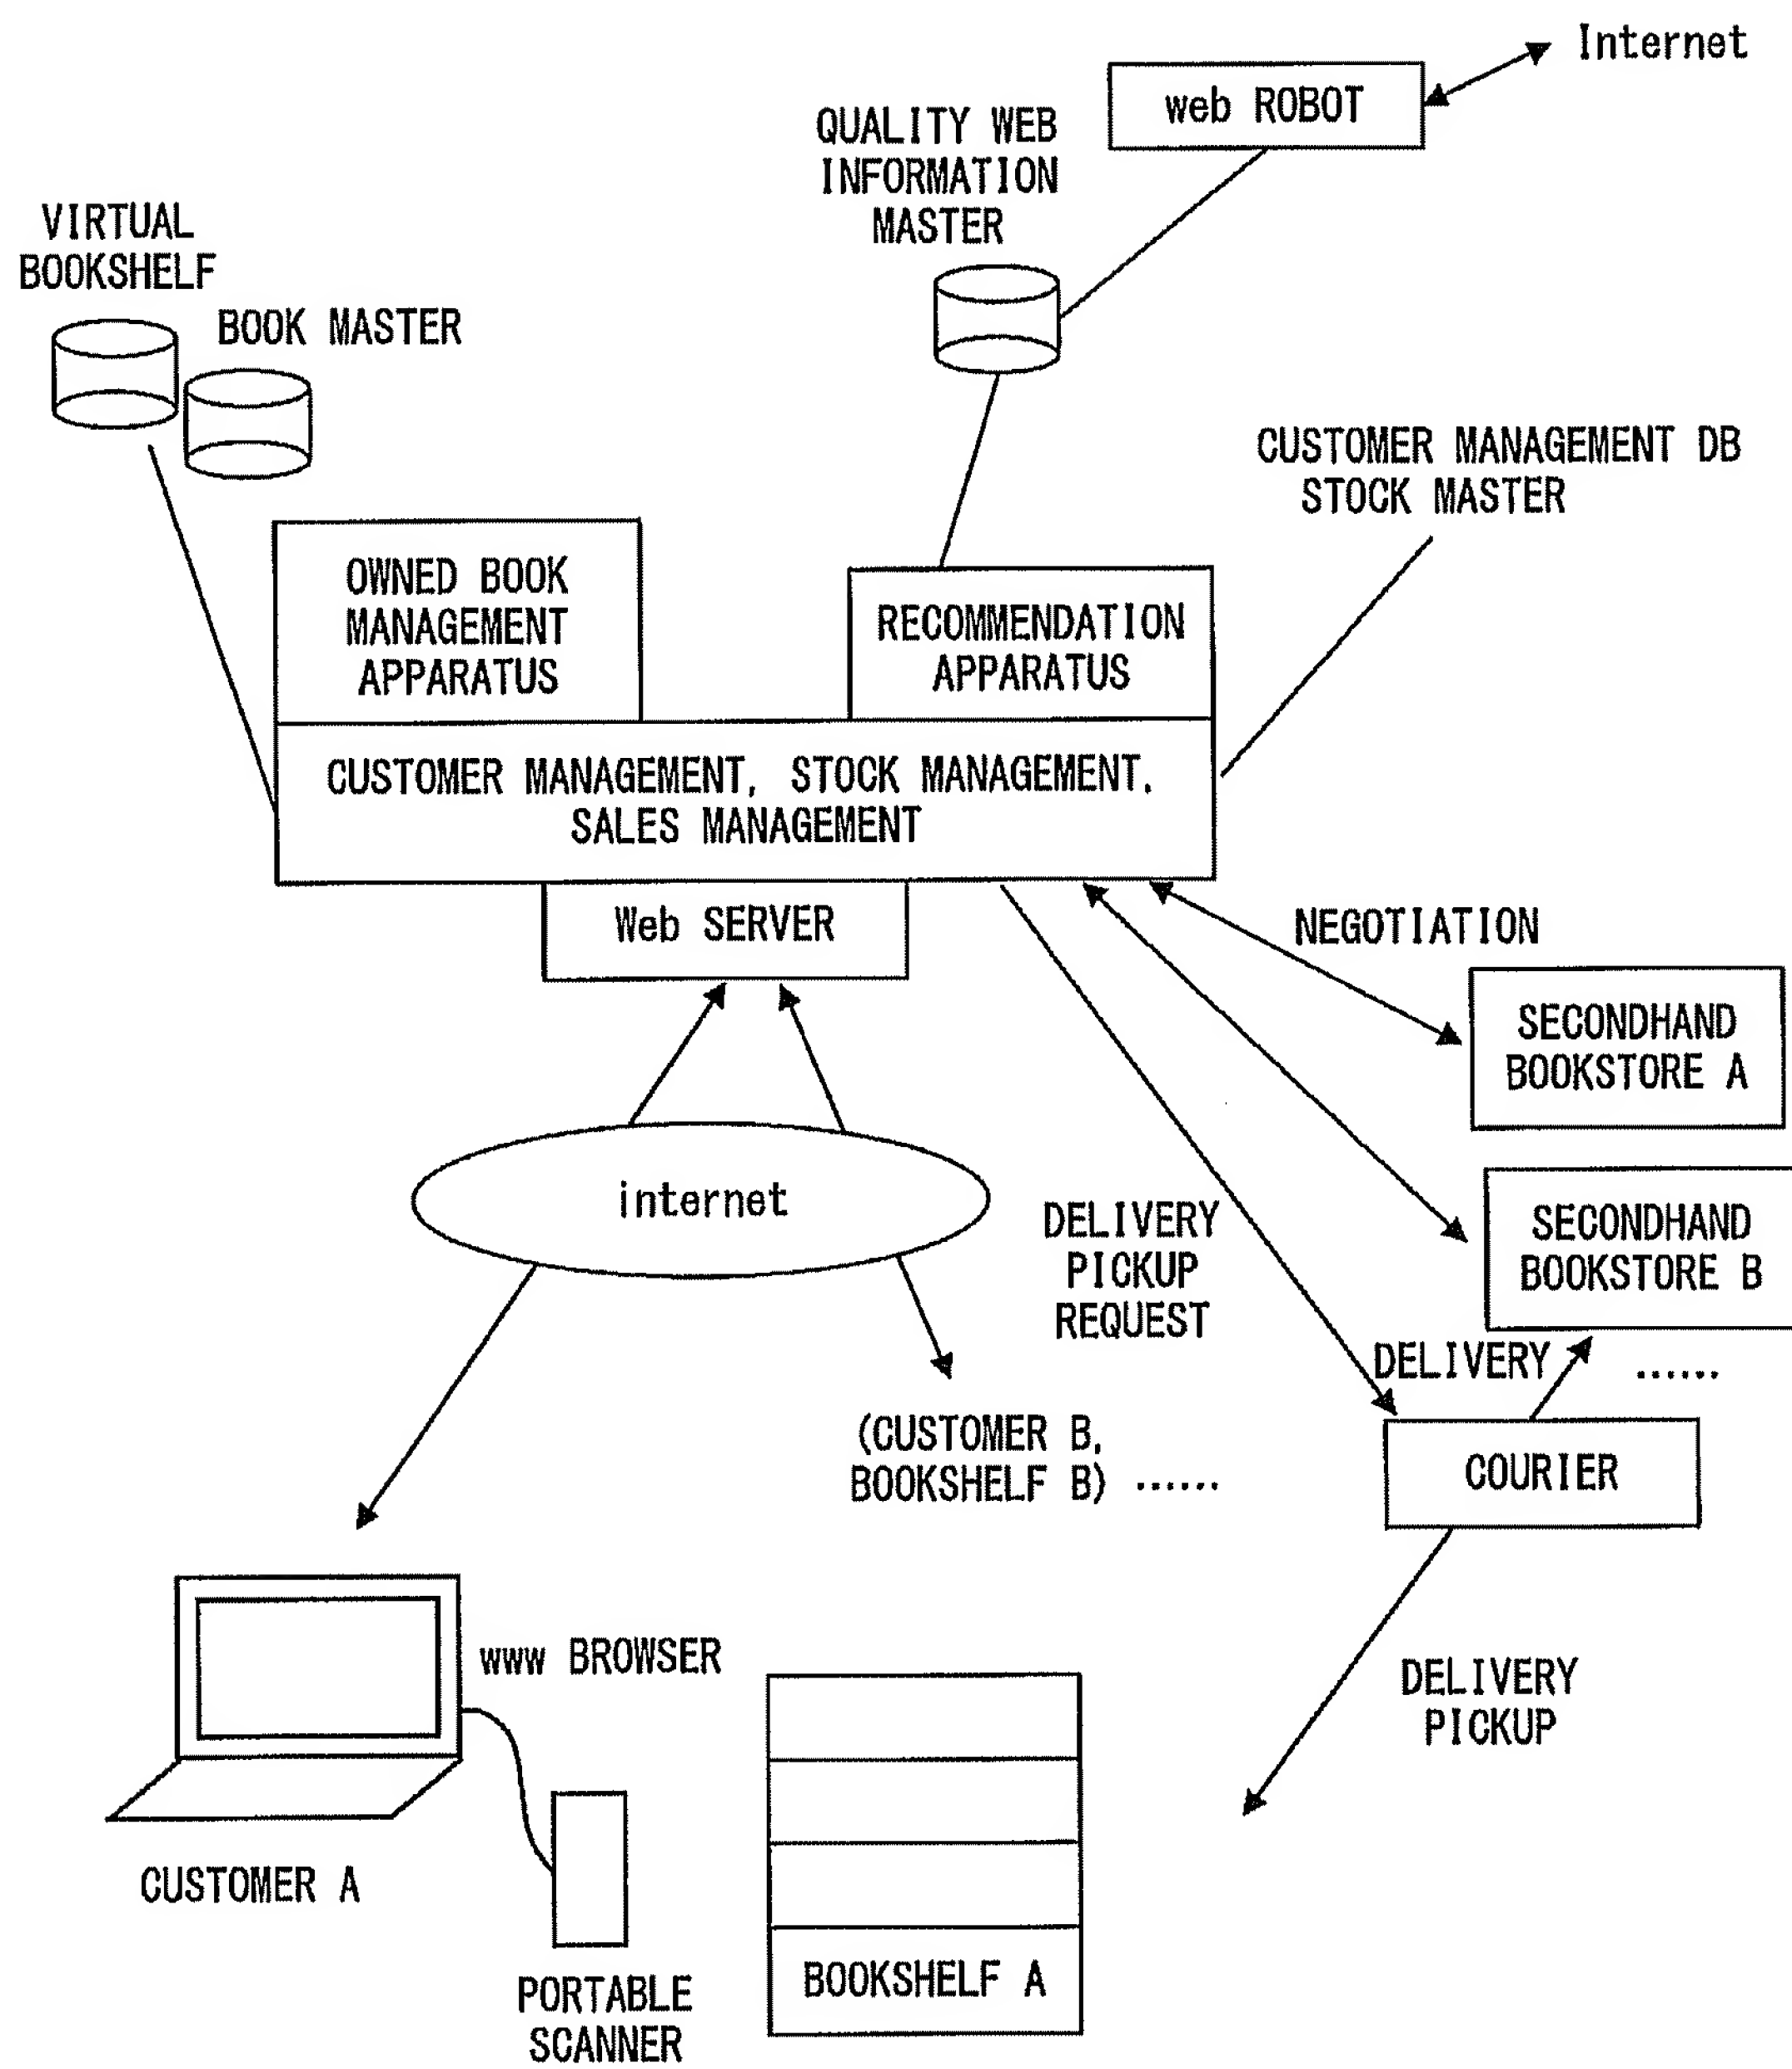 Internet
web ROBOT
QUALITY WEB
INFORMATION
MASTER
VIRTUAL
BOOKSHELF
BOOK MASTER
CUSTOMER MANAGEMENT DB
STOCK MASTER
OWNED BOOK
MANAGEMENT
APPARATUS
RECOMMENDATION
APPARATUS
CUSTOMER MANAGEMENT, STOCK MANAGEMENT,
SALES MANAGEMENT
Web SERVER
NEGOTIATION
SECONDHAND
BOOKSTORE A
internet
DELIVERY
PICKUP
REQUEST
SECONDHAND
BOOKSTORE B
DELIVERY ......
(CUSTOMER B,
BOOKSHELF B) ......
COURIER
www BROWSER
DELIVERY
PICKUP
CUSTOMER A
PORTABLE
SCANNER
BOOKSHELF A